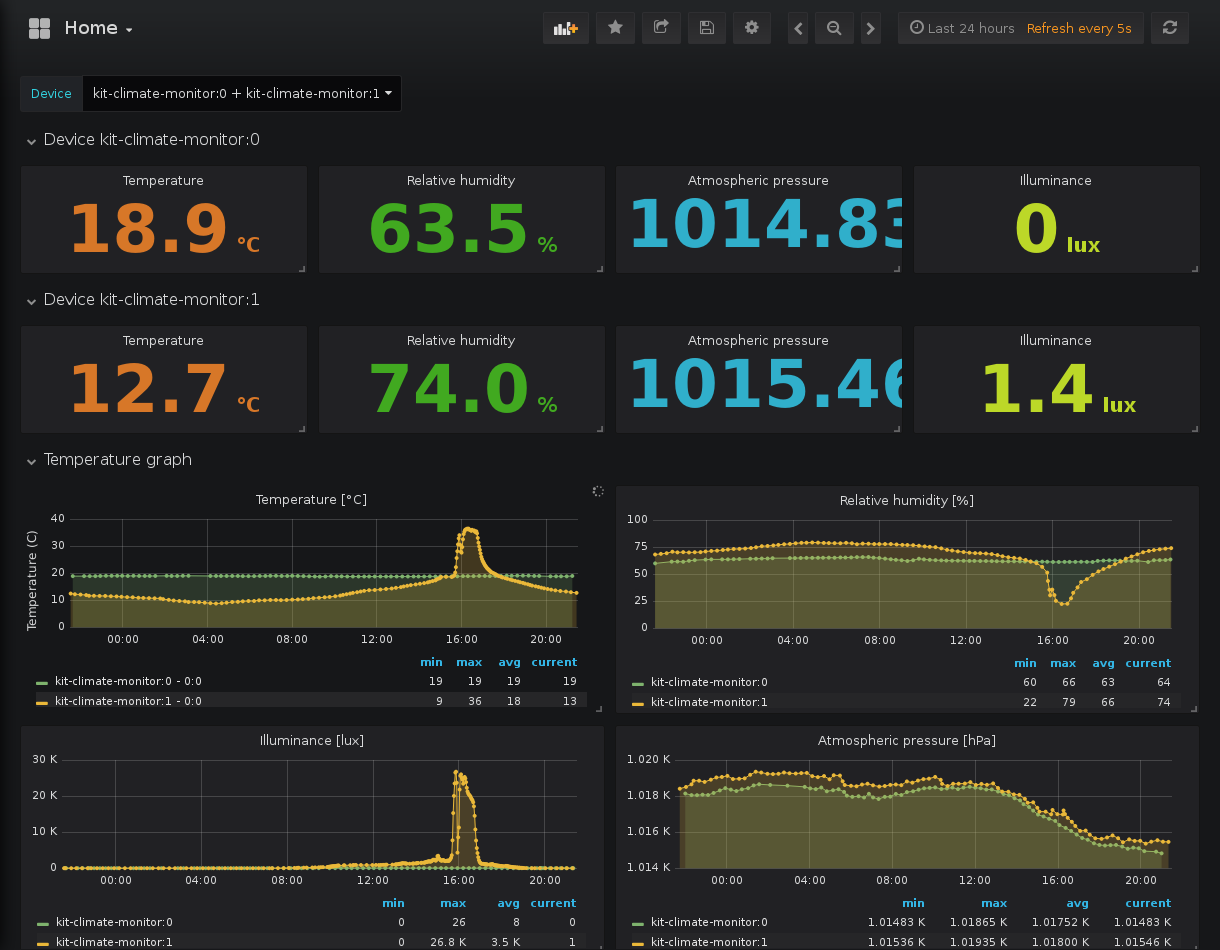 Home
Last 24 hours Refresh every 5s
Device kit-climate-monitor:0 + kit-climate-monitor:1
Device kit-climate-monitor:0
Temperature Relative humidity Atmospheric pressure Illuminance
18.9 °C 63.5 % 1014.83 0 lux
Device kit-climate-monitor:1
Temperature Relative humidity Atmospheric pressure Illuminance
12.7 °C 74.0 % 1015.46 1.4 lux
Temperature graph
Temperature [°C]
Temperature (C)
40
30
20
10
0
00:00 04:00 08:00 12:00 16:00 20:00
min max avg current
kit-climate-monitor:0 - 0:0 19 19 19 19
kit-climate-monitor:1 - 0:0 9 36 18 13
Relative humidity [%]
100
75
50
25
0
00:00 04:00 08:00 12:00 16:00 20:00
min max avg current
kit-climate-monitor:0 60 66 63 64
kit-climate-monitor:1 22 79 66 74
Illuminance [lux]
30 K
20 K
10 K
0
00:00 04:00 08:00 12:00 16:00 20:00
min max avg current
kit-climate-monitor:0 0 26 8 0
kit-climate-monitor:1 0 26.8 K 3.5 K 1
Atmospheric pressure [hPa]
1.020 K
1.018 K
1.016 K
1.014 K
00:00 04:00 08:00 12:00 16:00 20:00
min max avg current
kit-climate-monitor:0 1.01483 K 1.01865 K 1.01752 K 1.01483 K
kit-climate-monitor:1 1.01536 K 1.01935 K 1.01800 K 1.01546 K